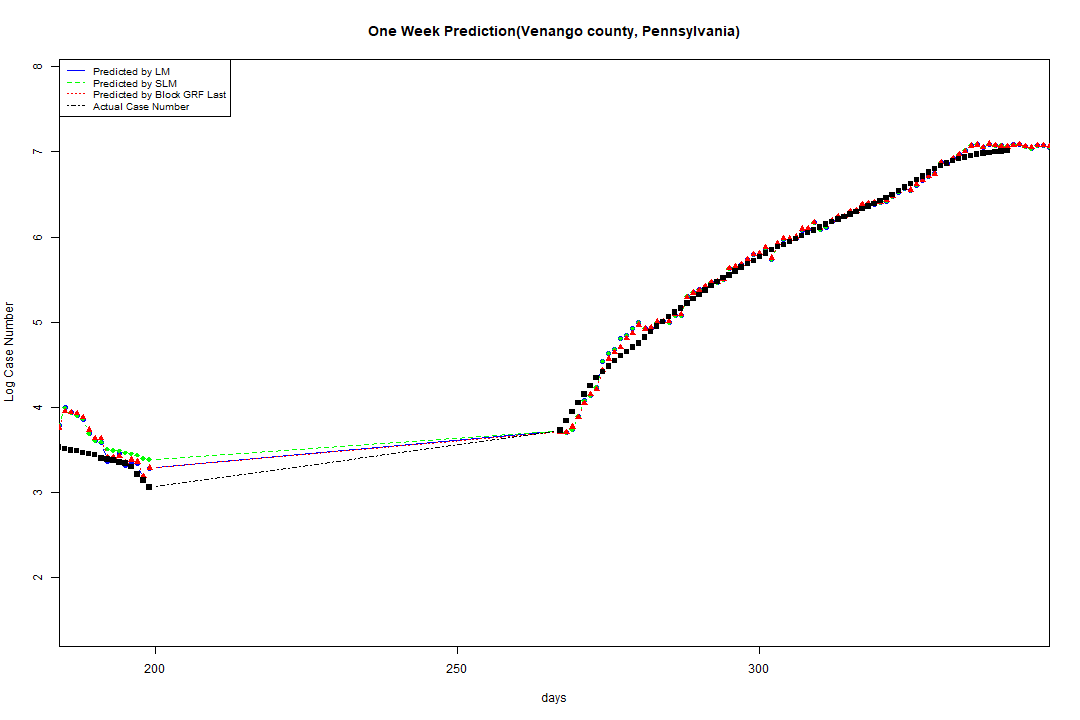 One Week Prediction(Venango county, Pennsylvania)
Predicted by LM
Predicted by SLM
Predicted by Block GRF Last
Actual Case Number
8
7
6
5
4
3
2
Log Case Number
200 250 300
days